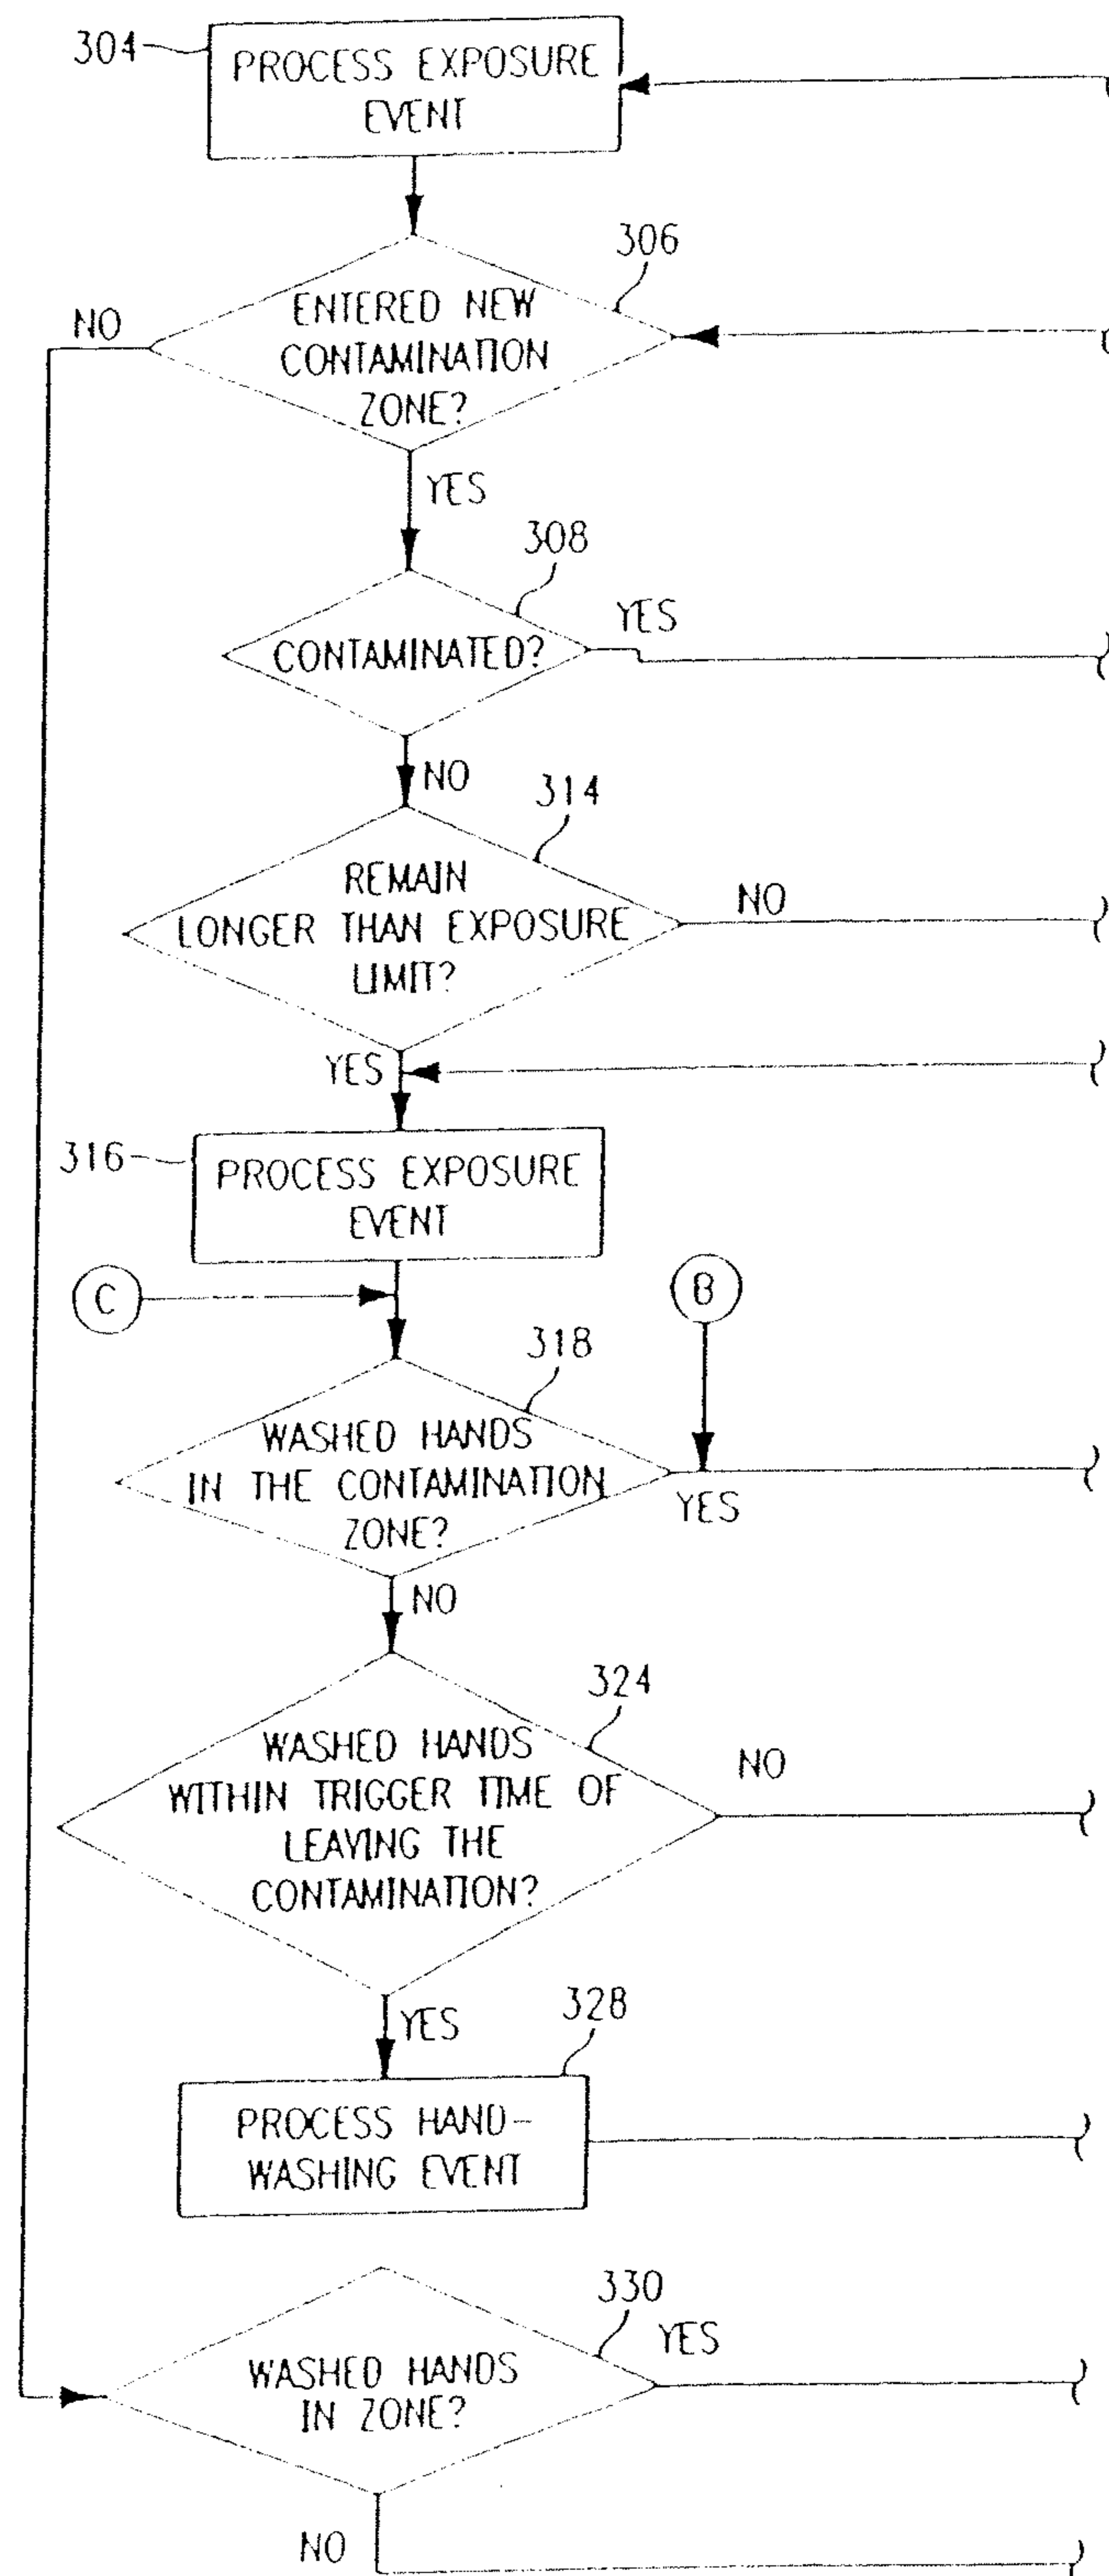 304
PROCESS EXPOSURE
EVENT
306
NO
ENTERED NEW
CONTAMINATION
ZONE?
YES
308
YES
CONTAMINATED?
NO
314
REMAIN
NO
LONGER THAN EXPOSURE
LIMIT?
YES
316
PROCESS EXPOSURE
EVENT
C
B
318
WASHED HANDS
IN THE CONTAMINATION
YES
ZONE?
NO
324
WASHED HANDS
NO
WITHIN TRIGGER TIME OF
LEAVING THE
CONTAMINATION?
YES
328
PROCESS HAND-
WASHING EVENT
330
YES
WASHED HANDS
IN ZONE?
NO